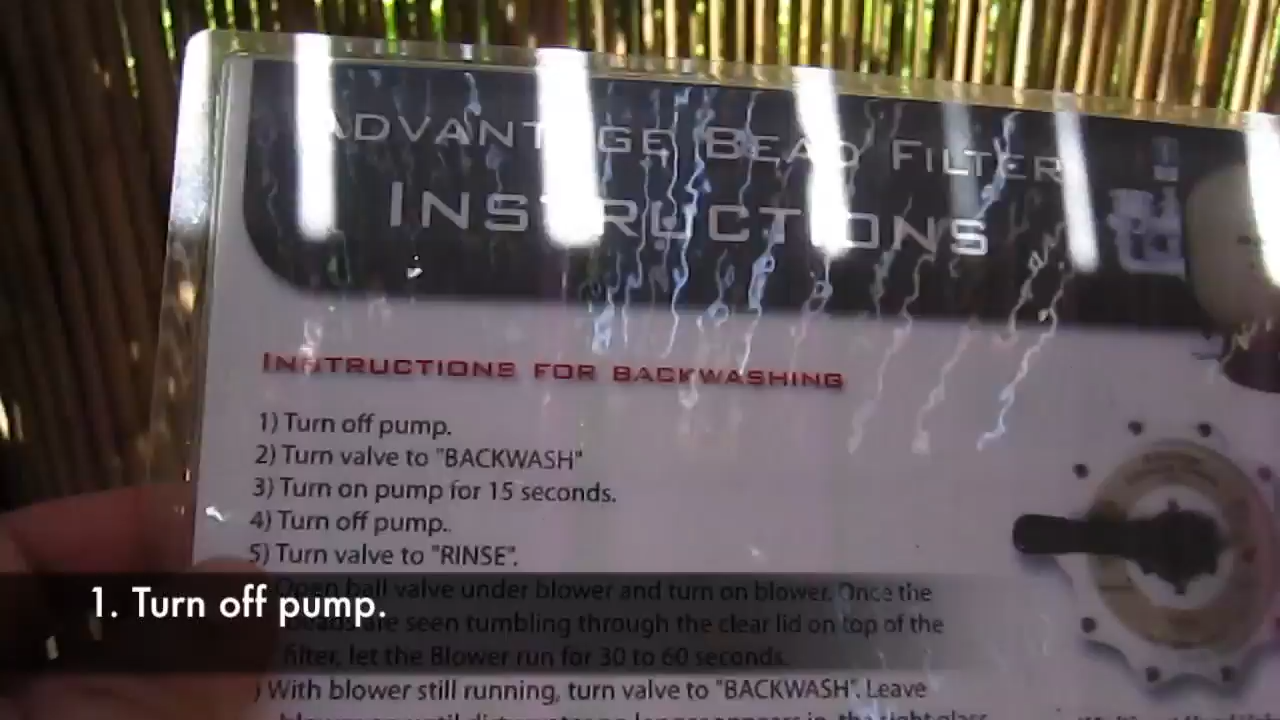 ADVANTAGE BEAD FILTER
INSTRUCTIONS
INSTRUCTIONS FOR BACKWASHING
1) Turn off pump.
2) Turn valve to "BACKWASH"
3) Turn on pump for 15 seconds.
4) Turn off pump..
5) Turn valve to "RINSE".
Open ball valve under blower and turn on blower. Once the
beads are seen tumbling through the clear lid on top of the
filter, let the Blower run for 30 to 60 seconds.
1. Turn off pump.
) With blower still running, turn valve to "BACKWASH". Leave